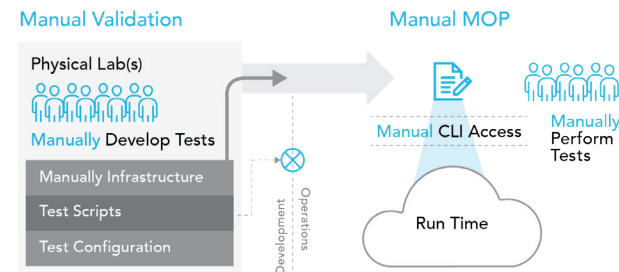 Manual Validation
Manual MOP
Physical Lab(s)
Manually Develop Tests
Manually Infrastructure
Test Scripts
Test Configuration
Development
Operations
Manual CLI Access
Manually
Perform
Tests
Run Time